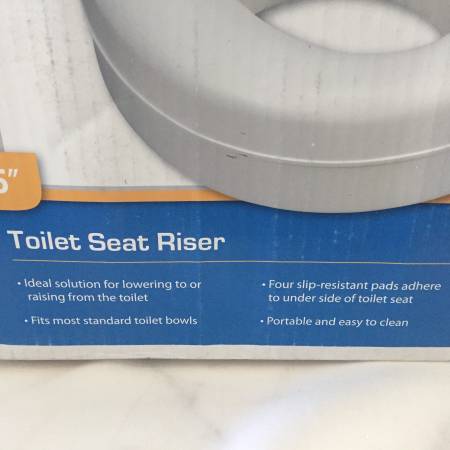 6"
Toilet Seat Riser
• Ideal solution for lowering to or
raising from the toilet
• Fits most standard toilet bowls
• Four slip-resistant pads adhere
to under side of toilet seat
• Portable and easy to clean